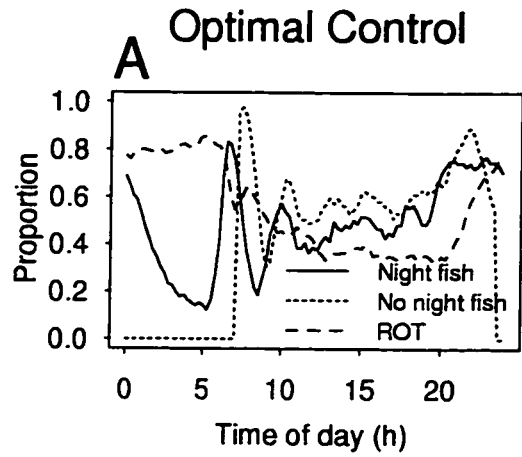 Optimal Control
A
1.0
0.8
0.6
0.4
0.2
0.0
Proportion
Night fish
No night fish
ROT
0 5 10 15 20
Time of day (h)